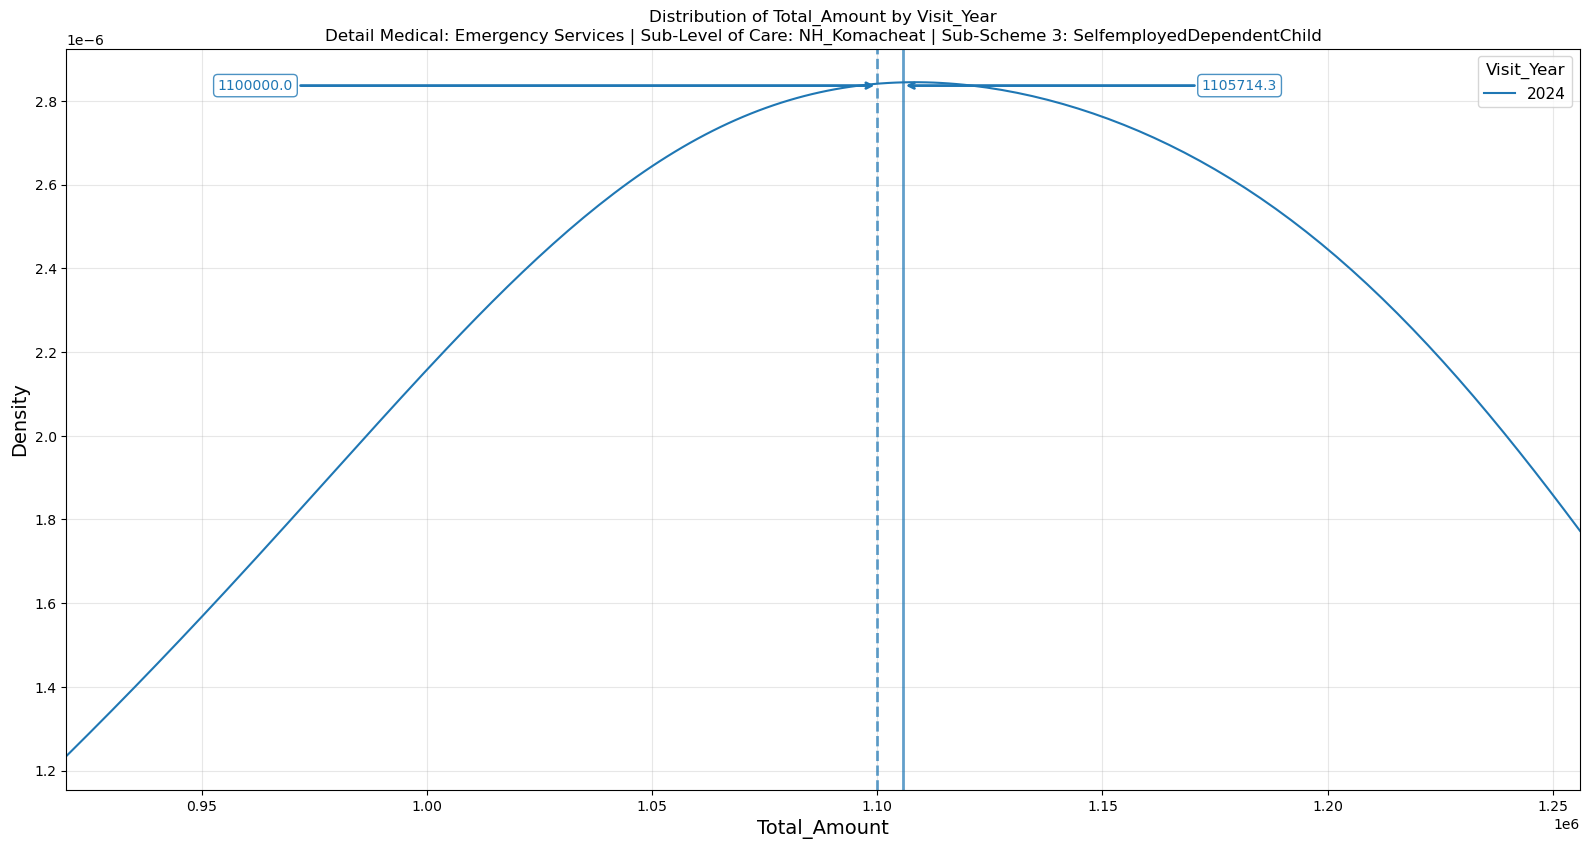 Distribution of Total_Amount by Visit_Year
Detail Medical: Emergency Services | Sub-Level of Care: NH_Komacheat | Sub-Scheme 3: SelfemployedDependentChild
1e−6
Visit_Year
2024
1100000.0
1105714.3
2.8
2.6
2.4
2.2
2.0
1.8
1.6
1.4
1.2
Density
0.95
1.00
1.05
1.10
1.15
1.20
1.25
1e6
Total_Amount